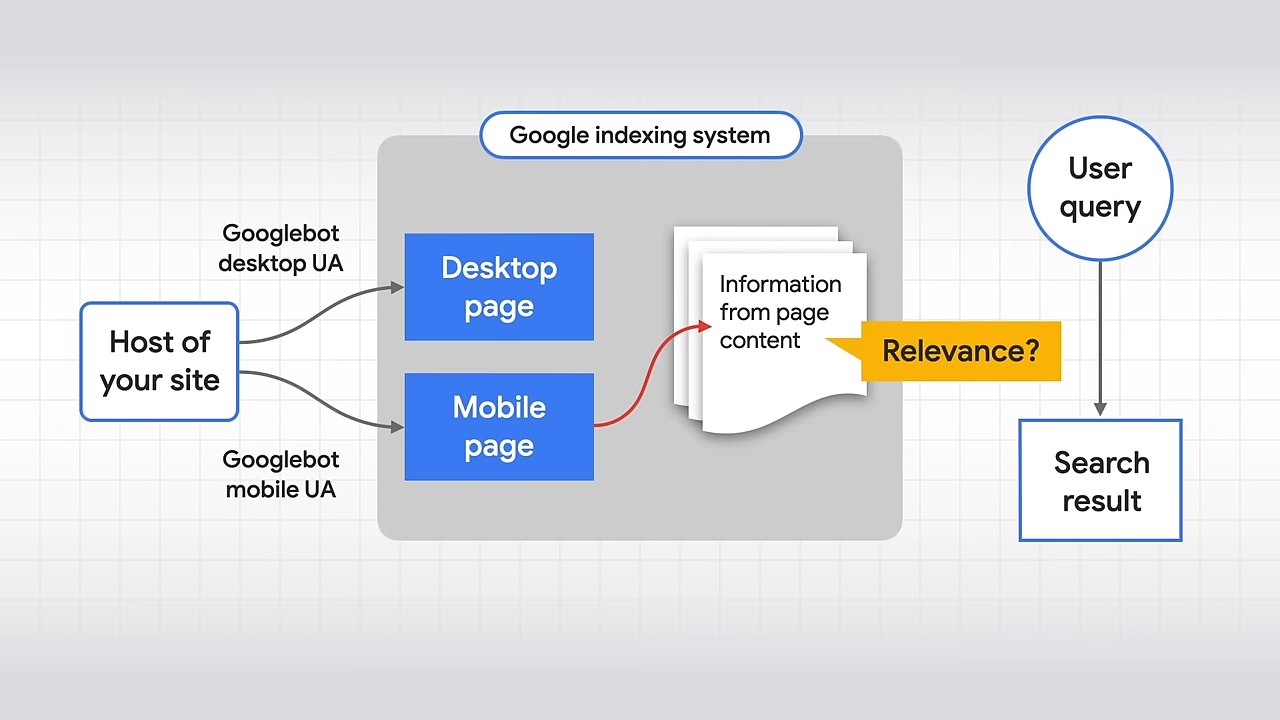 Google indexing system
User
query
Googlebot
desktop UA
Desktop
page
Information
from page
content
Host of
your site
Relevance?
Mobile
page
Googlebot
mobile UA
Search
result